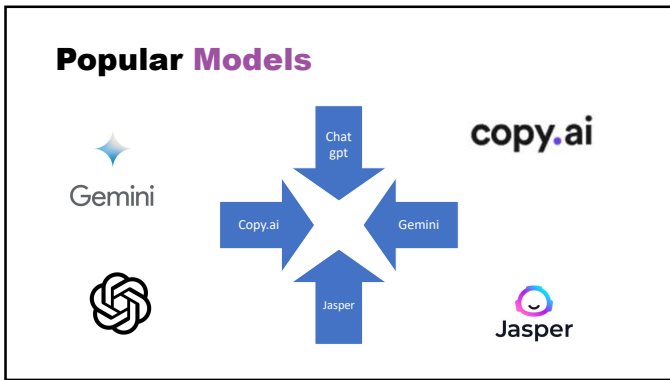 Popular Models
Gemini
copy.ai
Chat
gpt
Copy.ai
Gemini
Jasper
Jasper